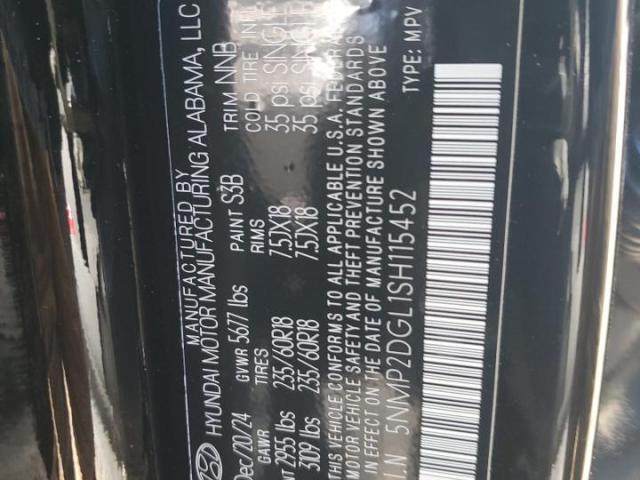 MANUFACTURED BY
HYUNDAI MOTOR MANUFACTURING ALABAMA, LLC
Dec/20/24 GVWR 5677 lbs PAINT S3B TRIM NNB
GAWR TIRES RIMS COLD TIRE INFL
NT 2955 lbs 235/60R18 7.5JX18 35 psi SINGLE
3109 lbs 235/60R18 7.5JX18 35 psi SINGLE
THIS VEHICLE CONFORMS TO ALL APPLICABLE U.S.A. FEDERAL
MOTOR VEHICLE SAFETY AND THEFT PREVENTION STANDARDS
IN EFFECT ON THE DATE OF MANUFACTURE SHOWN ABOVE
I.N 5NMP2DGL1SH115452 TYPE: MPV